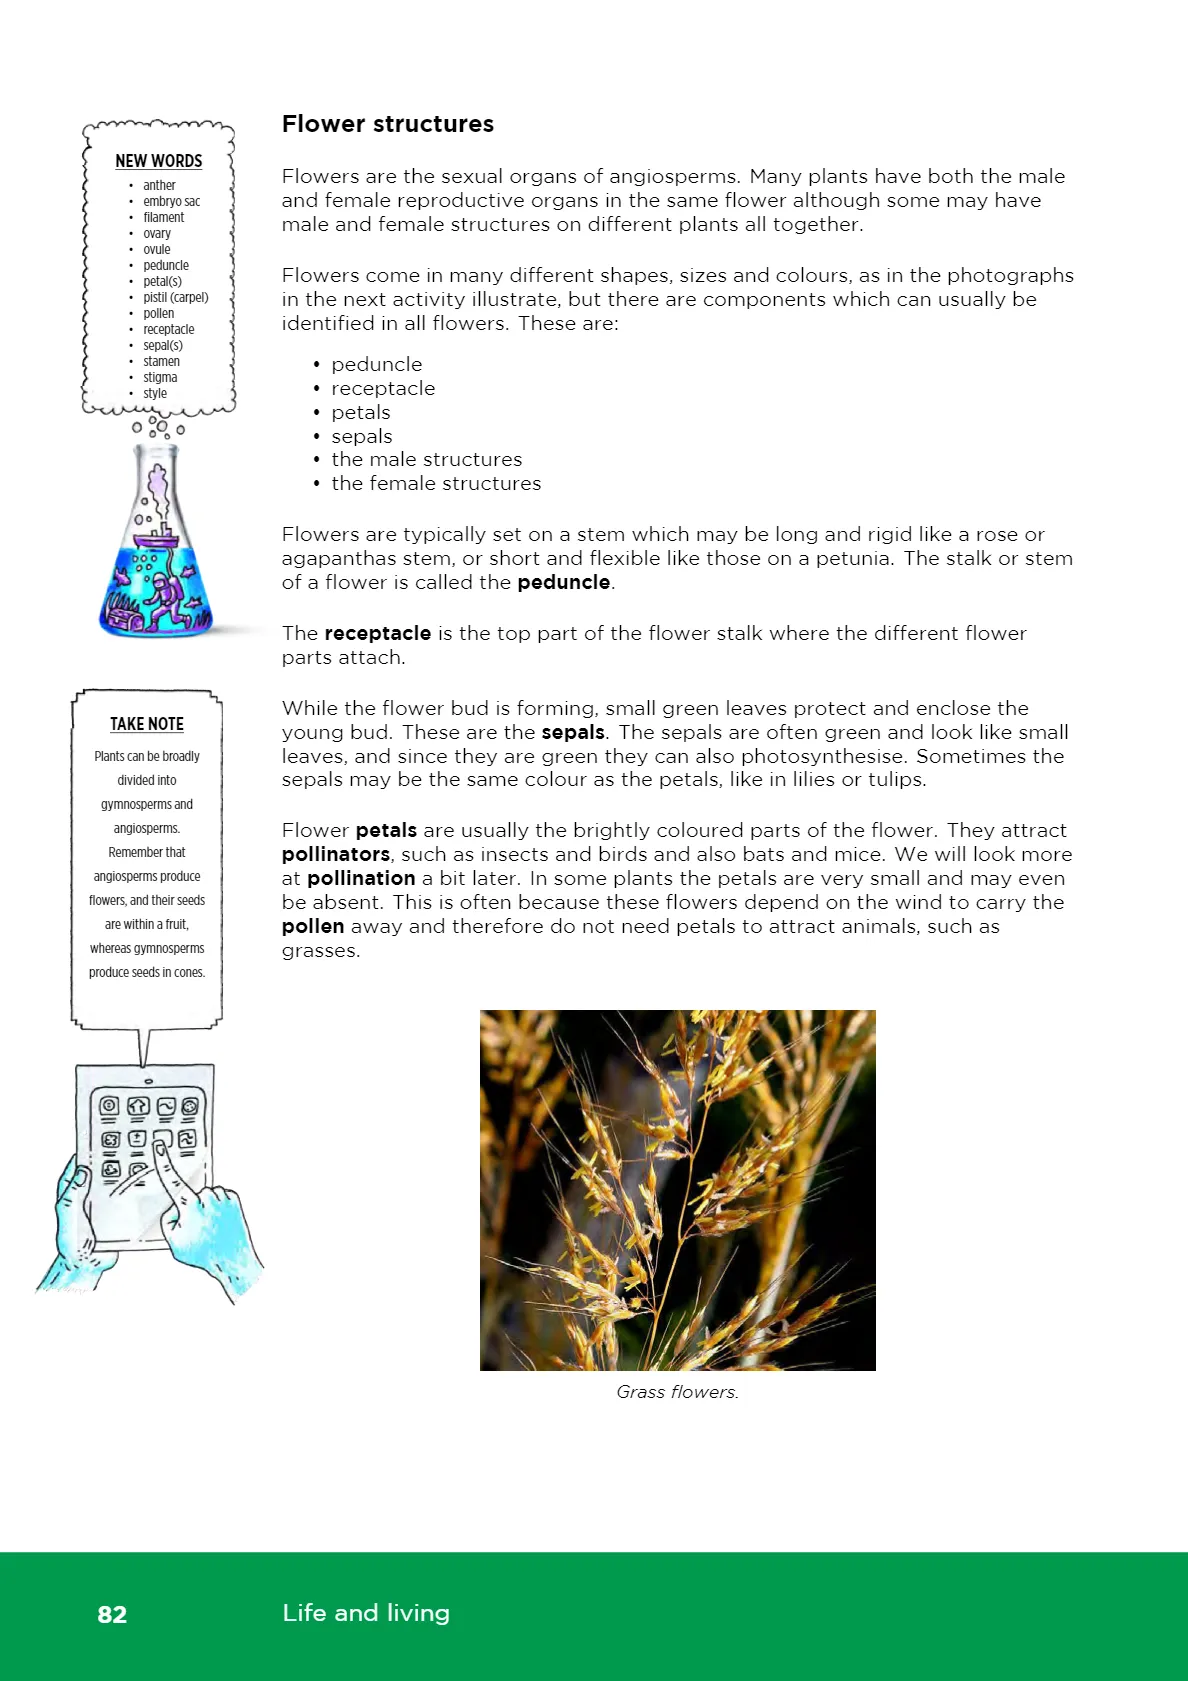 Flower structures
NEW WORDS
• anther
• embryo sac
• filament
• ovary
• ovule
• peduncle
• petal(s)
• pistil (carpel)
• pollen
• receptacle
• sepal(s)
• stamen
• stigma
• style
Flowers are the sexual organs of angiosperms. Many plants have both the male
and female reproductive organs in the same flower although some may have
male and female structures on different plants all together.
Flowers come in many different shapes, sizes and colours, as in the photographs
in the next activity illustrate, but there are components which can usually be
identified in all flowers. These are:
• peduncle
• receptacle
• petals
• sepals
• the male structures
• the female structures
Flowers are typically set on a stem which may be long and rigid like a rose or
agapanthas stem, or short and flexible like those on a petunia. The stalk or stem
of a flower is called the peduncle.
The receptacle is the top part of the flower stalk where the different flower
parts attach.
TAKE NOTE
Plants can be broadly
divided into
gymnosperms and
angiosperms.
Remember that
angiosperms produce
flowers, and their seeds
are within a fruit,
whereas gymnosperms
produce seeds in cones.
While the flower bud is forming, small green leaves protect and enclose the
young bud. These are the sepals. The sepals are often green and look like small
leaves, and since they are green they can also photosynthesise. Sometimes the
sepals may be the same colour as the petals, like in lilies or tulips.
Flower petals are usually the brightly coloured parts of the flower. They attract
pollinators, such as insects and birds and also bats and mice. We will look more
at pollination a bit later. In some plants the petals are very small and may even
be absent. This is often because these flowers depend on the wind to carry the
pollen away and therefore do not need petals to attract animals, such as
grasses.
Grass flowers.
82
Life and living